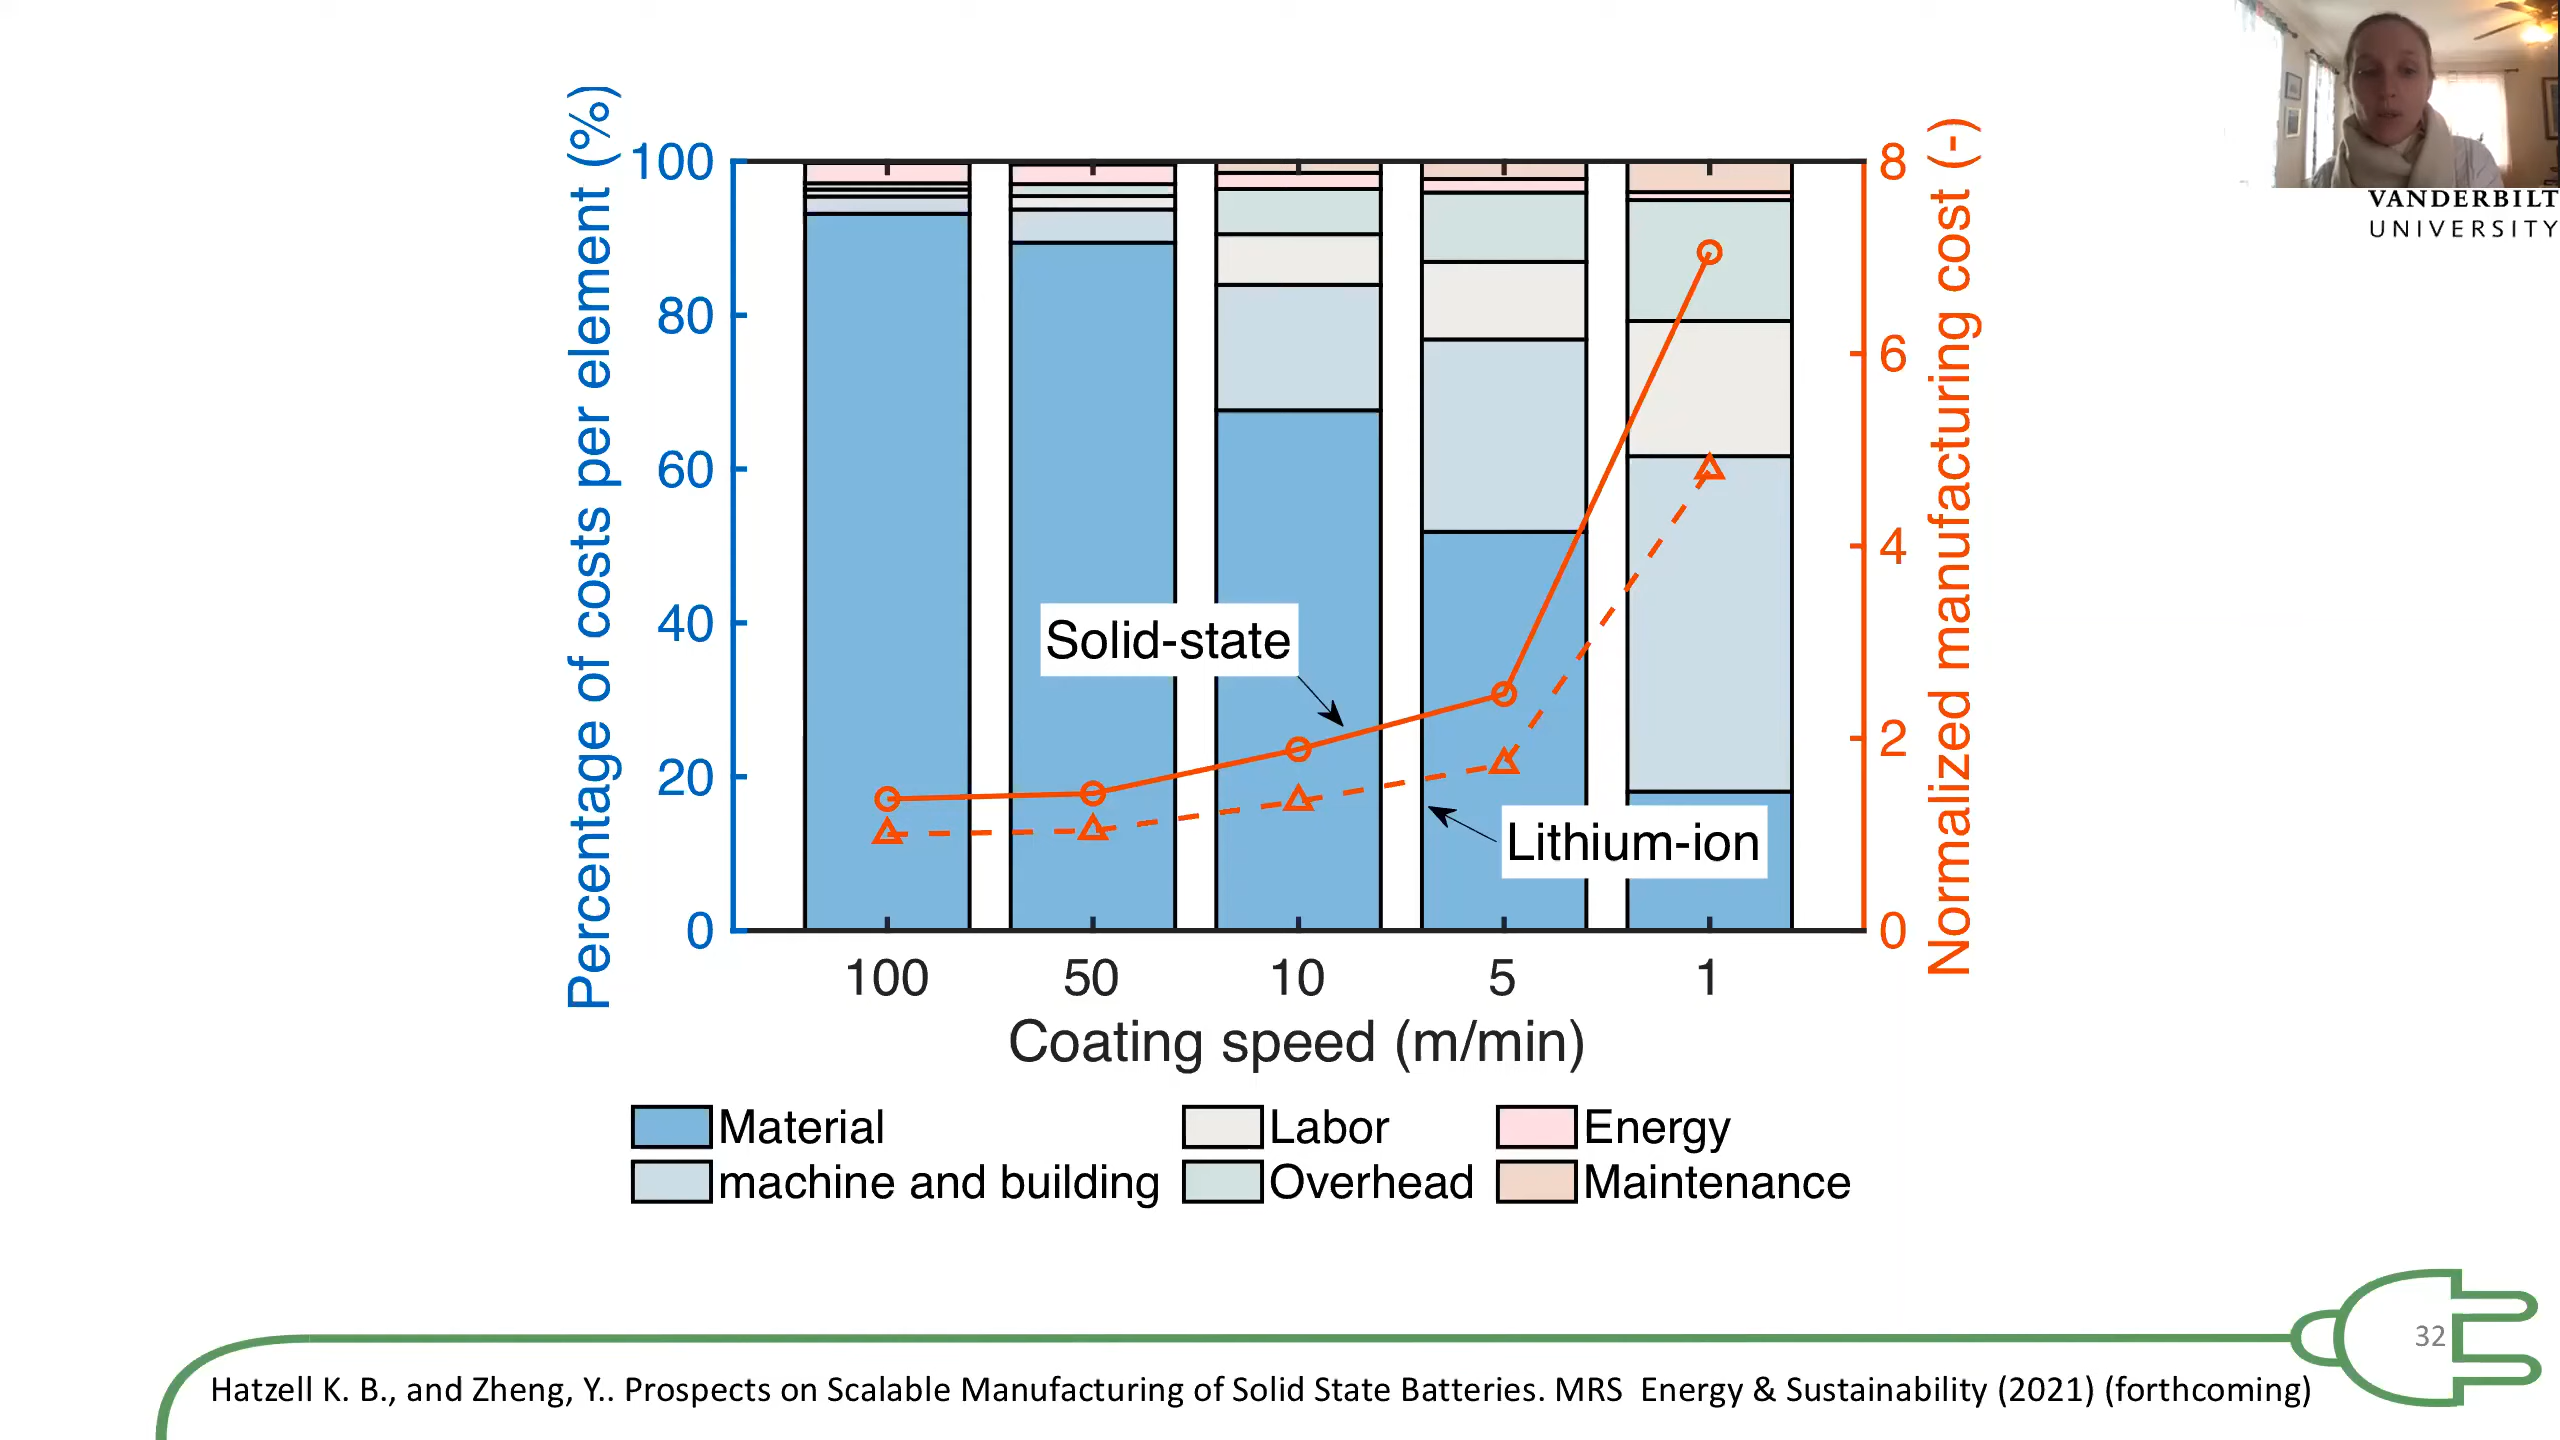 VANDERBILT
UNIVERSITY
Percentage of costs per element (%)
100
80
60
40
20
0
8
6
4
2
0
Normalized manufacturing cost (-)
Solid-state
Lithium-ion
100 50 10 5 1
Coating speed (m/min)
Material Labor Energy
machine and building Overhead Maintenance
32
Hatzell K. B., and Zheng, Y.. Prospects on Scalable Manufacturing of Solid State Batteries. MRS Energy & Sustainability (2021) (forthcoming)